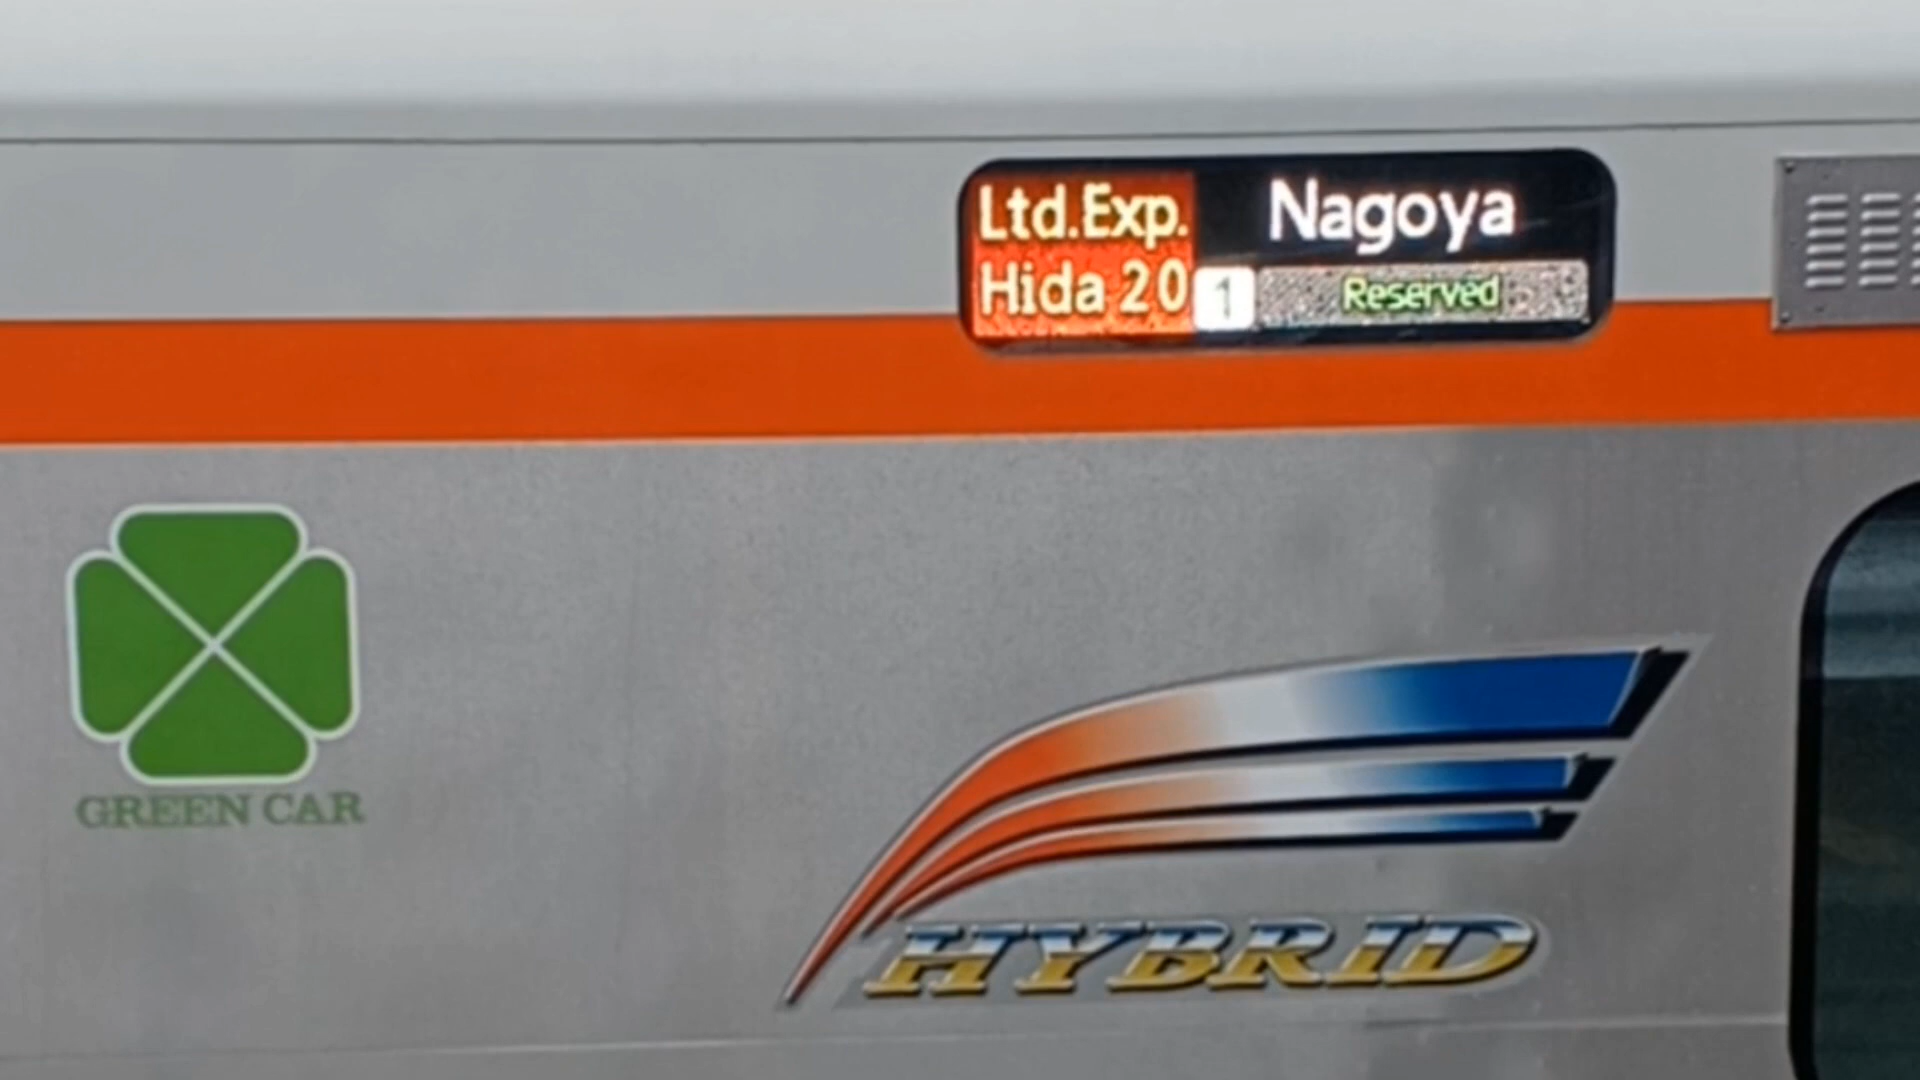 Ltd.Exp.
Hida 20
Nagoya
1 Reserved
GREEN CAR
HYBRID